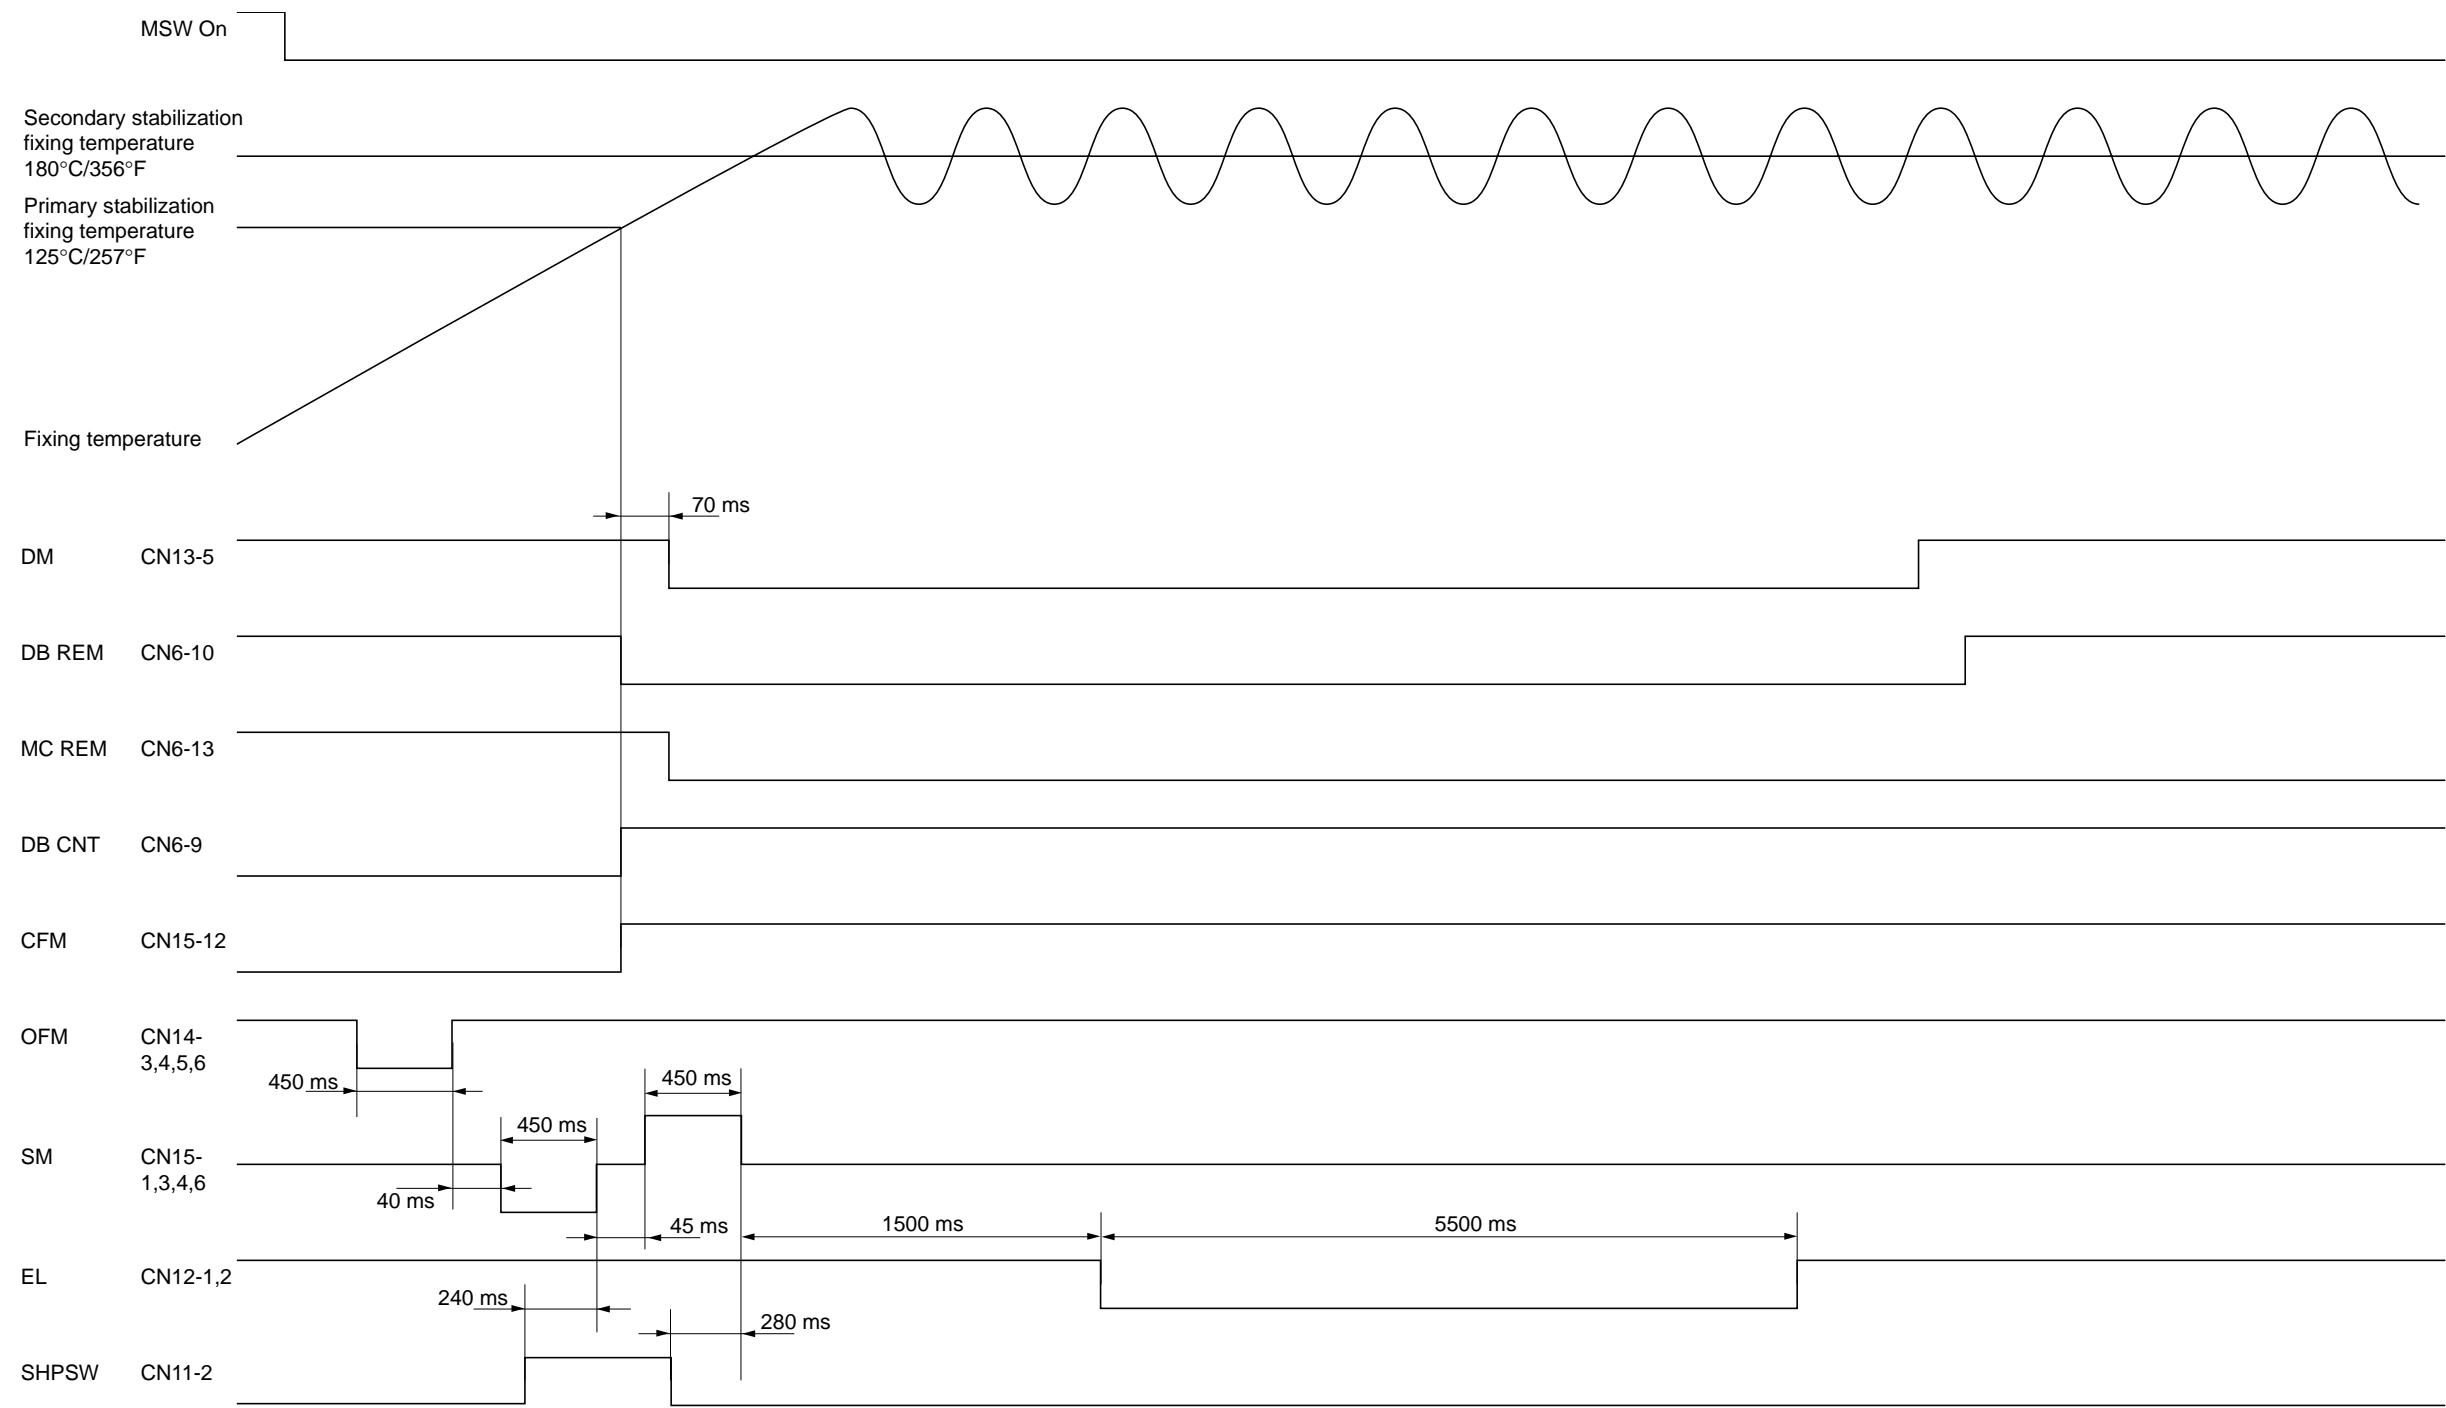 MSW On
Secondary stabilization
fixing temperature
180°C/356°F
Primary stabilization
fixing temperature
125°C/257°F
Fixing temperature
70 ms
DM CN13-5
DB REM CN6-10
MC REM CN6-13
DB CNT CN6-9
CFM CN15-12
OFM CN14-
3,4,5,6
450 ms
450 ms
450 ms
SM CN15-
1,3,4,6
40 ms
45 ms
1500 ms
5500 ms
EL CN12-1,2
240 ms
280 ms
SHPSW CN11-2